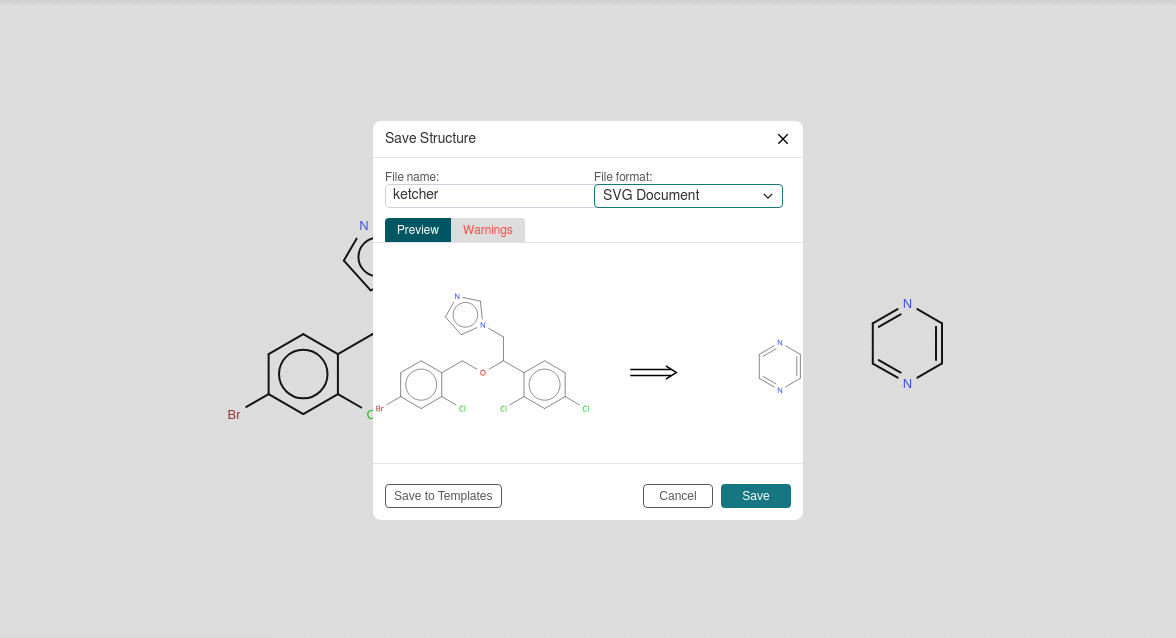 Save Structure
File name:
File format:
ketcher
SVG Document
Preview
Warnings
N
N
N
N
O
Br
Cl
Cl
Cl
N
N
Br
N
N
Save to Templates
Cancel
Save